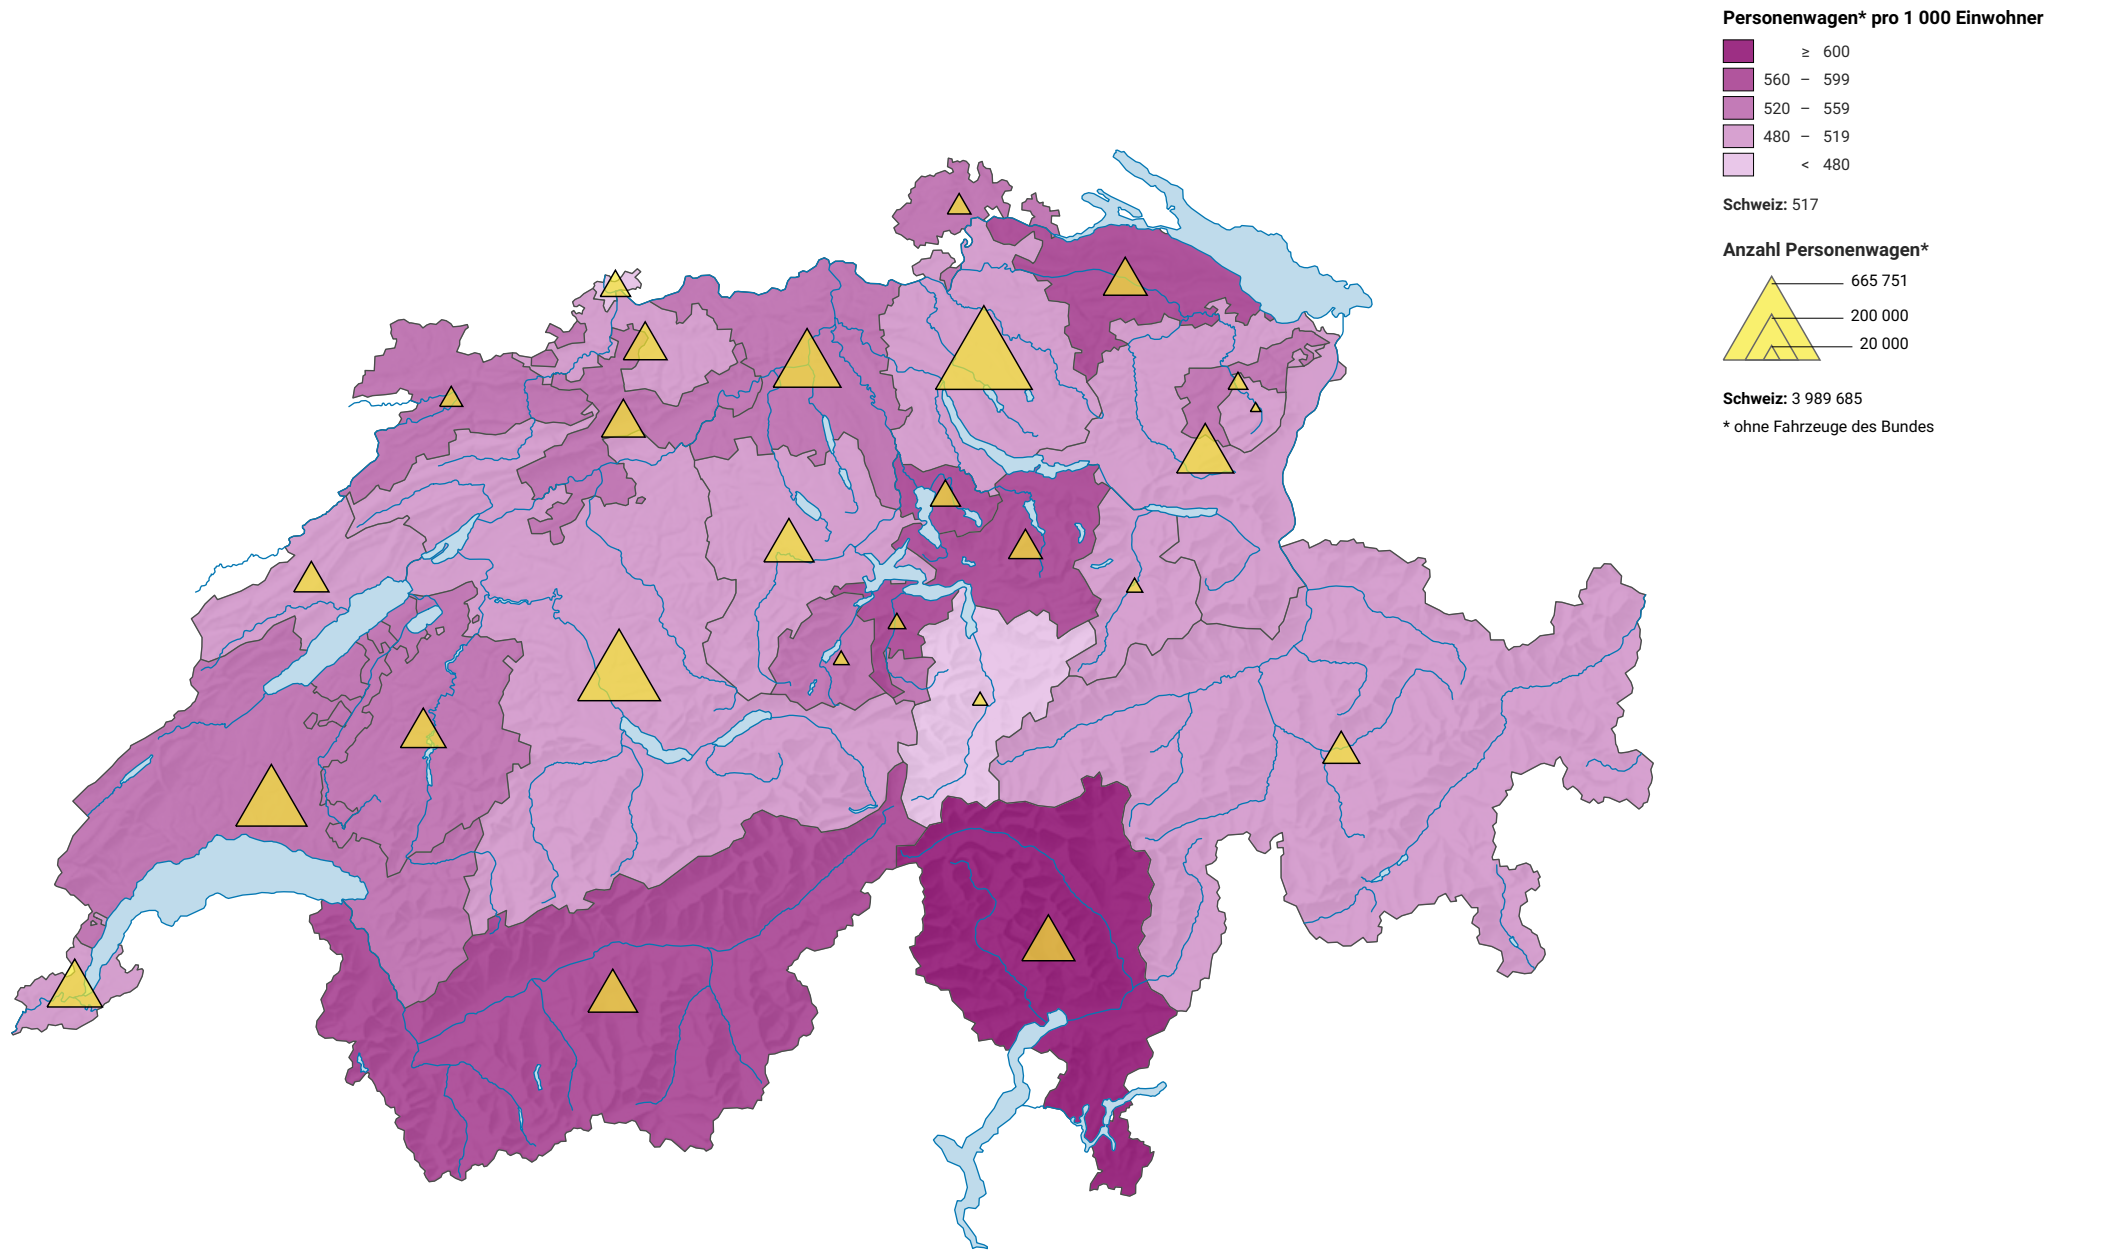 Personenwagen* pro 1 000 Einwohner
≥ 600
560 – 599
520 – 559
480 – 519
< 480
Schweiz: 517
Anzahl Personenwagen*
665 751
200 000
20 000
Schweiz: 3 989 685
* ohne Fahrzeuge des Bundes